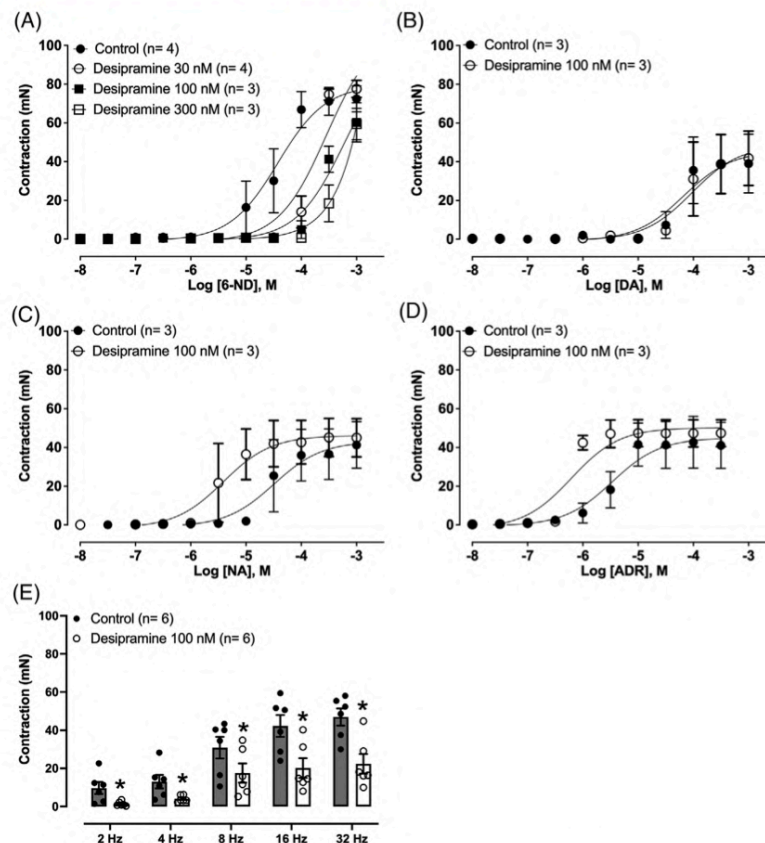 (A)
Control (n= 4)
Desipramine 30 nM (n= 4)
Desipramine 100 nM (n= 3)
Desipramine 300 nM (n= 3)
Contraction (mN)
100
80
60
40
20
0
-8 -7 -6 -5 -4 -3
Log [6-ND], M
(B)
Control (n= 3)
Desipramine 100 nM (n= 3)
Contraction (mN)
100
80
60
40
20
0
-8 -7 -6 -5 -4 -3
Log [DA], M
(C)
Control (n= 3)
Desipramine 100 nM (n= 3)
Contraction (mN)
100
80
60
40
20
0
-8 -7 -6 -5 -4 -3
Log [NA], M
(D)
Control (n= 3)
Desipramine 100 nM (n= 3)
Contraction (mN)
100
80
60
40
20
0
-8 -7 -6 -5 -4 -3
Log [ADR], M
(E)
Control (n= 6)
Desipramine 100 nM (n= 6)
Contraction (mN)
100
80
60
40
20
0
* * * * *
2 Hz 4 Hz 8 Hz 16 Hz 32 Hz